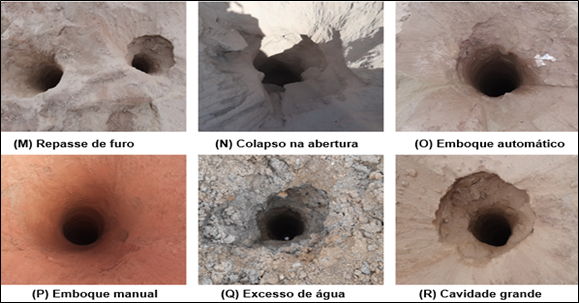 (M) Repasse de furo
(N) Colapso na abertura
(O) Emboque automático
(P) Emboque manual
(Q) Excesso de água
(R) Cavidade grande